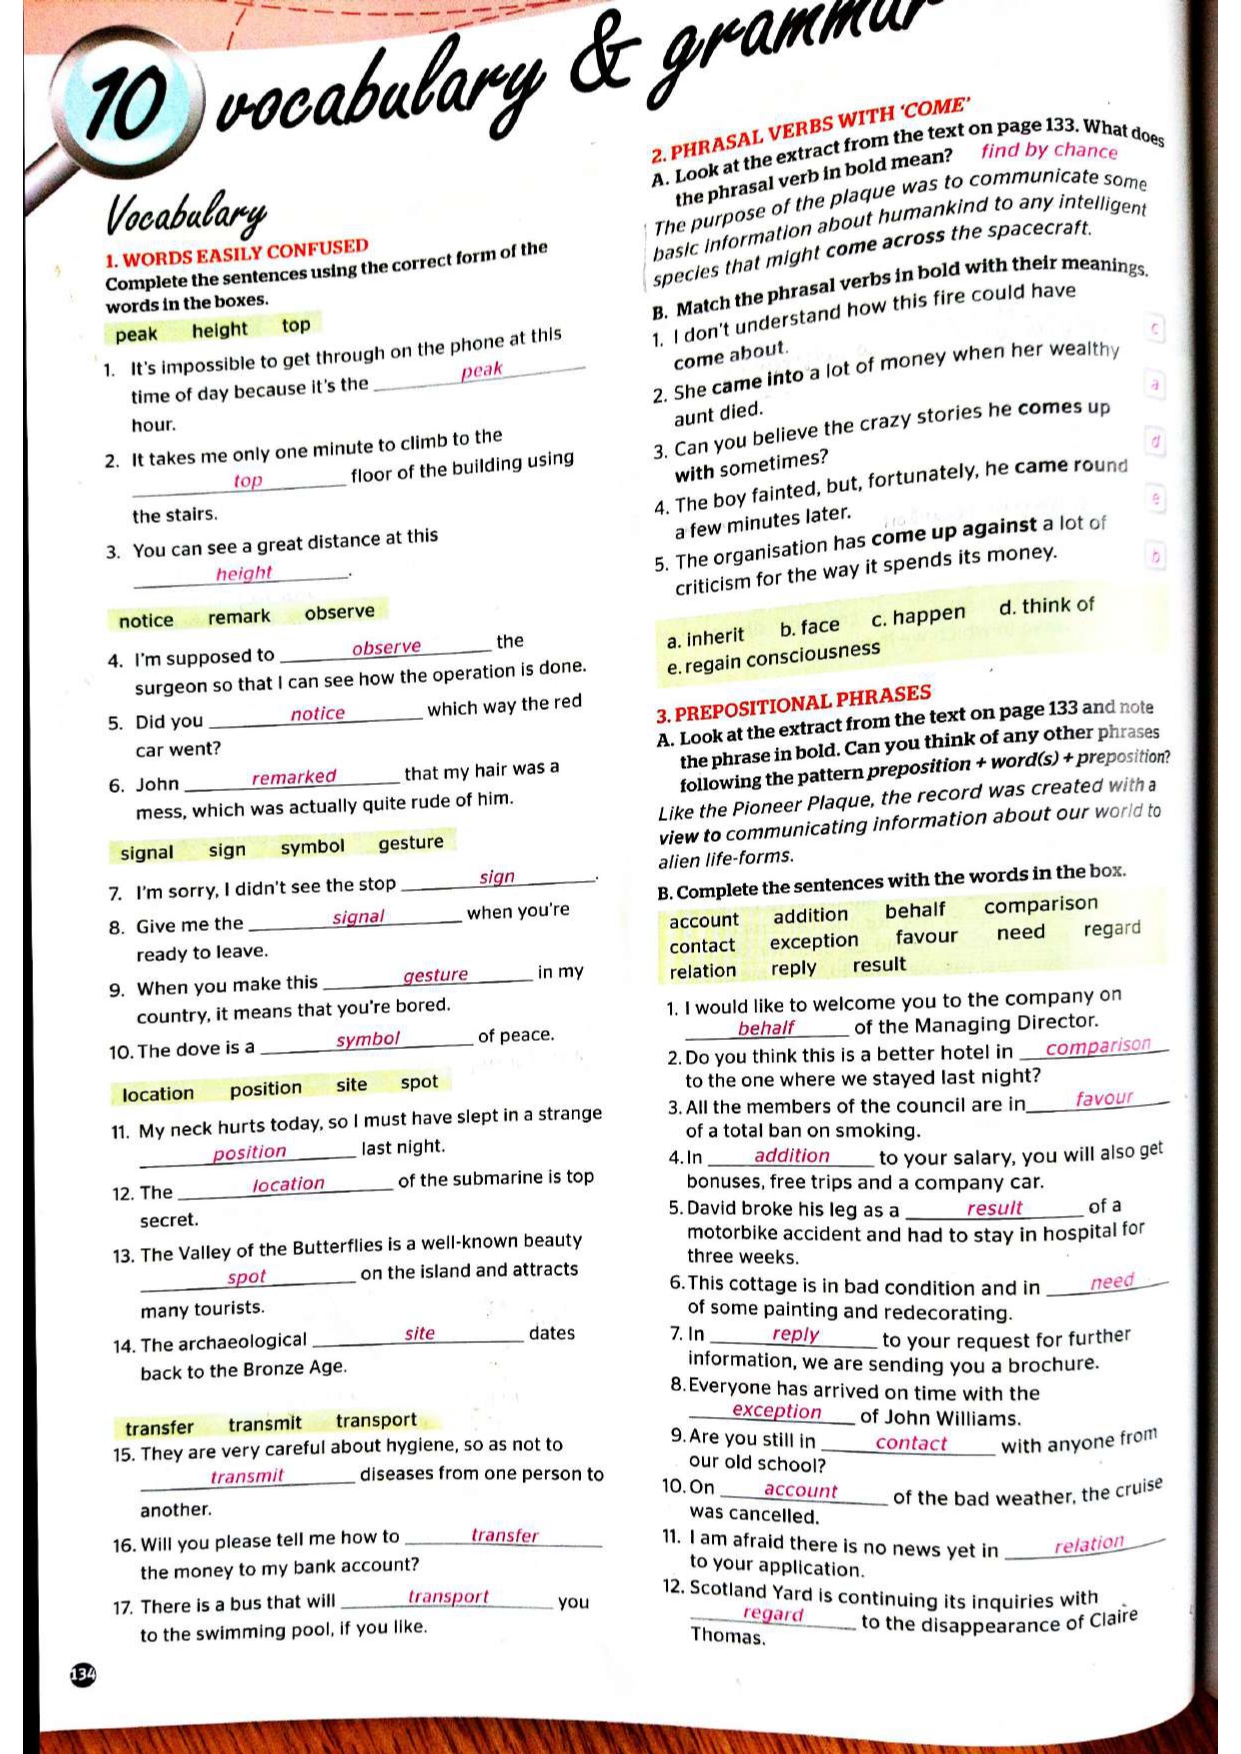 10 vocabulary & grammar
Vocabulary
1. WORDS EASILY CONFUSED
Complete the sentences using the correct form of the
words in the boxes.
peak height top
1. It's impossible to get through on the phone at this
time of day because it's the peak
hour.
2. It takes me only one minute to climb to the
top floor of the building using
the stairs.
3. You can see a great distance at this
height.
notice remark observe
4. I'm supposed to observe the
surgeon so that I can see how the operation is done.
5. Did you notice which way the red
car went?
6. John remarked that my hair was a
mess, which was actually quite rude of him.
signal sign symbol gesture
7. I'm sorry, I didn't see the stop sign.
8. Give me the signal when you're
ready to leave.
9. When you make this gesture in my
country, it means that you're bored.
10. The dove is a symbol of peace.
location position site spot
11. My neck hurts today, so I must have slept in a strange
position last night.
12. The location of the submarine is top
secret.
13. The Valley of the Butterflies is a well-known beauty
spot on the island and attracts
many tourists.
14. The archaeological site dates
back to the Bronze Age.
transfer transmit transport
15. They are very careful about hygiene, so as not to
transmit diseases from one person to
another.
16. Will you please tell me how to transfer
the money to my bank account?
17. There is a bus that will transport you
to the swimming pool, if you like.
134
2. PHRASAL VERBS WITH 'COME'
A. Look at the extract from the text on page 133. What does
the phrasal verb in bold mean? find by chance
The purpose of the plaque was to communicate some
basic information about humankind to any intelligent
species that might come across the spacecraft.
B. Match the phrasal verbs in bold with their meanings.
1. I don't understand how this fire could have
come about. c
2. She came into a lot of money when her wealthy
aunt died. a
3. Can you believe the crazy stories he comes up
with sometimes? d
4. The boy fainted, but, fortunately, he came round
a few minutes later. e
5. The organisation has come up against a lot of
criticism for the way it spends its money. b
a. inherit b. face c. happen d. think of
e. regain consciousness
3. PREPOSITIONAL PHRASES
A. Look at the extract from the text on page 133 and note
the phrase in bold. Can you think of any other phrases
following the pattern preposition + word(s) + preposition?
Like the Pioneer Plaque, the record was created with a
view to communicating information about our world to
alien life-forms.
B. Complete the sentences with the words in the box.
account addition behalf comparison
contact exception favour need regard
relation reply result
1. I would like to welcome you to the company on
behalf of the Managing Director.
2. Do you think this is a better hotel in comparison
to the one where we stayed last night?
3. All the members of the council are in favour
of a total ban on smoking.
4. In addition to your salary, you will also get
bonuses, free trips and a company car.
5. David broke his leg as a result of a
motorbike accident and had to stay in hospital for
three weeks.
6. This cottage is in bad condition and in need
of some painting and redecorating.
7. In reply to your request for further
information, we are sending you a brochure.
8. Everyone has arrived on time with the
exception of John Williams.
9. Are you still in contact with anyone from
our old school?
10. On account of the bad weather, the cruise
was cancelled.
11. I am afraid there is no news yet in relation
to your application.
12. Scotland Yard is continuing its inquiries with
regard to the disappearance of Claire
Thomas.